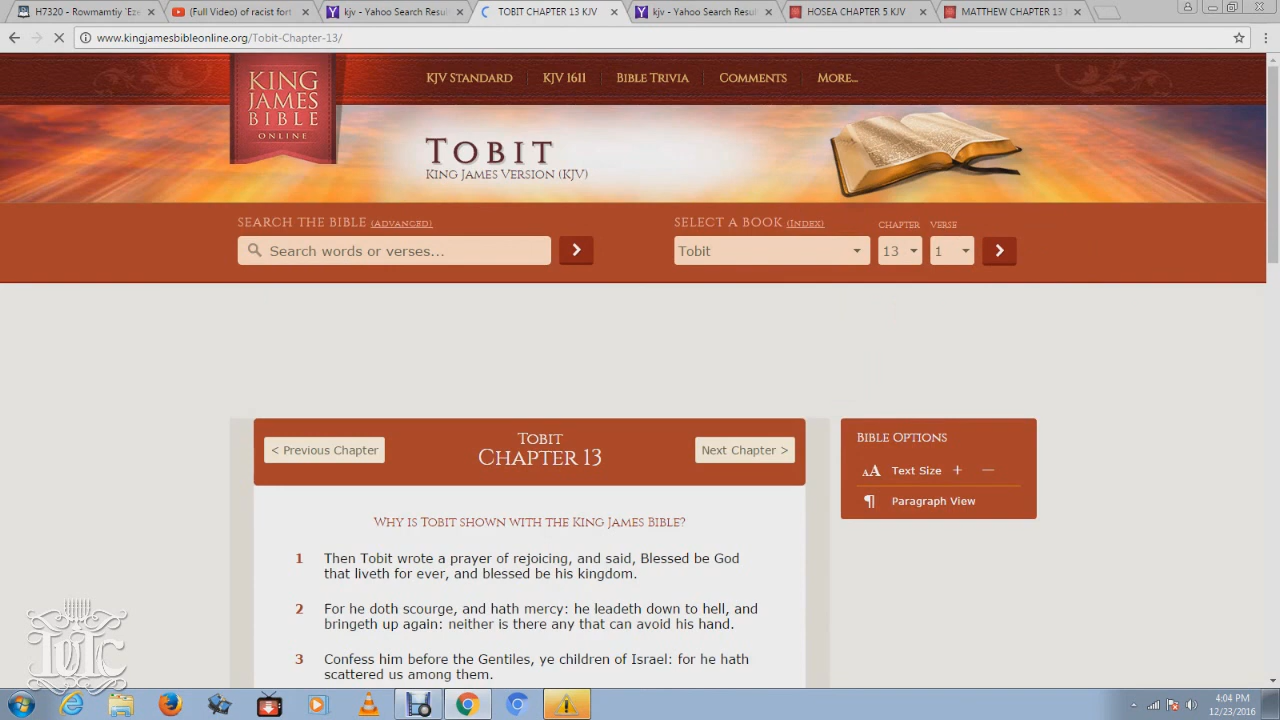 H7320 - Rowmamtiy `Eze
(Full Video) of racist fort
kjv - Yahoo Search Resul
TOBIT CHAPTER 13 KJV
kjv - Yahoo Search Resul
HOSEA CHAPTER 5 KJV
MATTHEW CHAPTER 13
www.kingjamesbibleonline.org/Tobit-Chapter-13/
KING
JAMES
BIBLE
ONLINE
KJV Standard
KJV 1611
Bible Trivia
Comments
More...
Tobit
King James Version (KJV)
Search the Bible (Advanced)
Search words or verses...
Select a Book (Index)
Chapter
Verse
Tobit
13
1
< Previous Chapter
Tobit
Chapter 13
Next Chapter >
Bible Options
AA Text Size + —
¶ Paragraph View
Why is Tobit shown with the King James Bible?
1 Then Tobit wrote a prayer of rejoicing, and said, Blessed be God
that liveth for ever, and blessed be his kingdom.
2 For he doth scourge, and hath mercy: he leadeth down to hell, and
bringeth up again: neither is there any that can avoid his hand.
3 Confess him before the Gentiles, ye children of Israel: for he hath
scattered us among them.
IUIC
4:04 PM
12/23/2016